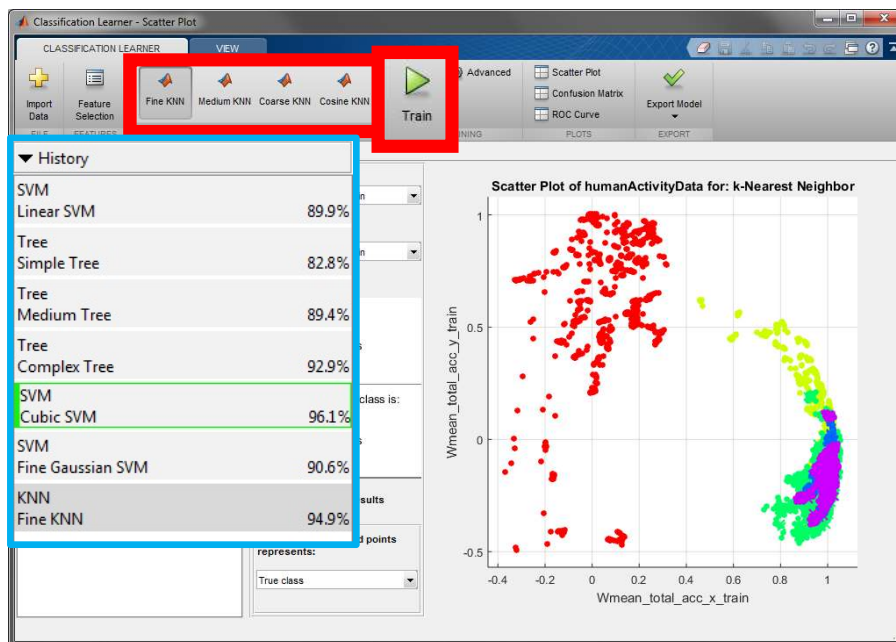 Classification Learner - Scatter Plot
CLASSIFICATION LEARNER
VIEW
Import
Data
Feature
Selection
Fine KNN
Medium KNN
Coarse KNN
Cosine KNN
Train
Advanced
Scatter Plot
Confusion Matrix
ROC Curve
Export Model
FILE
FEATURES
PLOTS
EXPORT
History
SVM
Linear SVM 89.9%
Tree
Simple Tree 82.8%
Tree
Medium Tree 89.4%
Tree
Complex Tree 92.9%
SVM
Cubic SVM 96.1%
SVM
Fine Gaussian SVM 90.6%
KNN
Fine KNN 94.9%
class is:
points
represents:
True class
Scatter Plot of humanActivityData for: k-Nearest Neighbor
Wmean_total_acc_y_train
1
0.5
0
-0.5
-0.4 -0.2 0 0.2 0.4 0.6 0.8 1
Wmean_total_acc_x_train